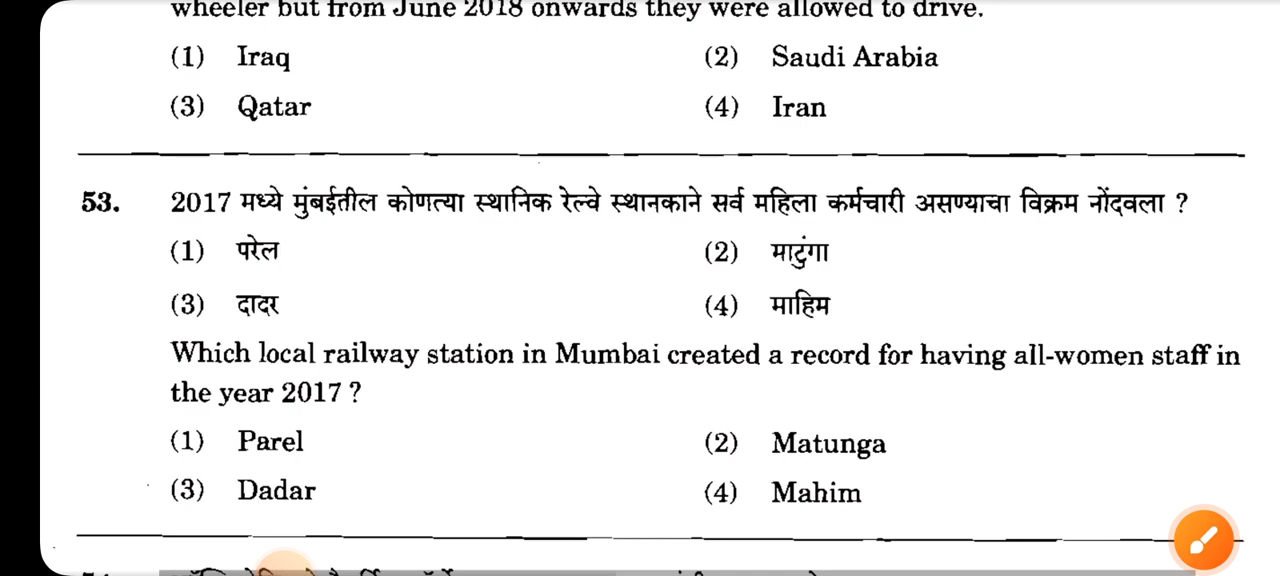 wheeler but from June 2018 onwards they were allowed to drive.
(1) Iraq (2) Saudi Arabia
(3) Qatar (4) Iran
53. 2017 मध्ये मुंबईतील कोणत्या स्थानिक रेल्वे स्थानकाने सर्व महिला कर्मचारी असण्याचा विक्रम नोंदवला ?
(1) परेल (2) माटुंगा
(3) दादर (4) माहिम
Which local railway station in Mumbai created a record for having all-women staff in
the year 2017 ?
(1) Parel (2) Matunga
(3) Dadar (4) Mahim